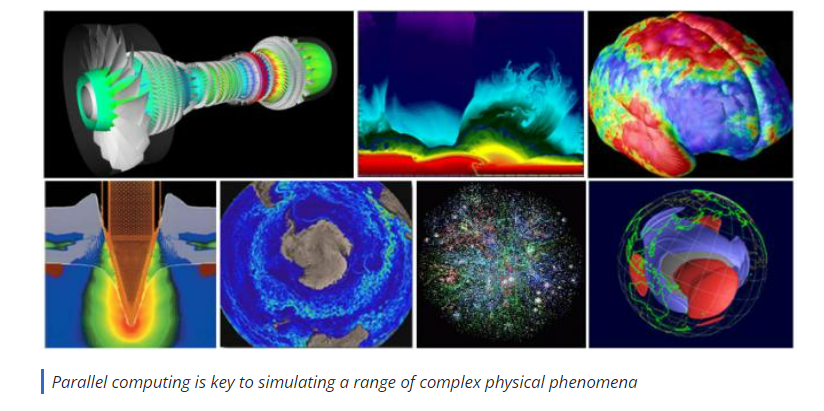 Parallel computing is key to simulating a range of complex physical phenomena